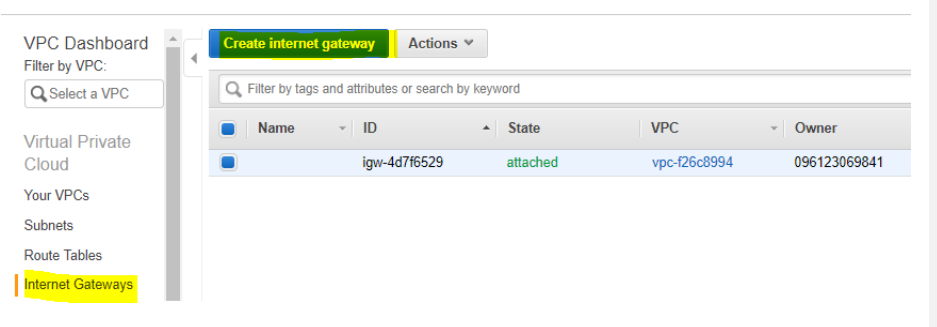 VPC Dashboard
Filter by VPC:
Select a VPC
Virtual Private
Cloud
Your VPCs
Subnets
Route Tables
Internet Gateways
Create internet gateway Actions
Filter by tags and attributes or search by keyword
Name ID State VPC Owner
igw-4d7f6529 attached vpc-f26c8994 096123069841